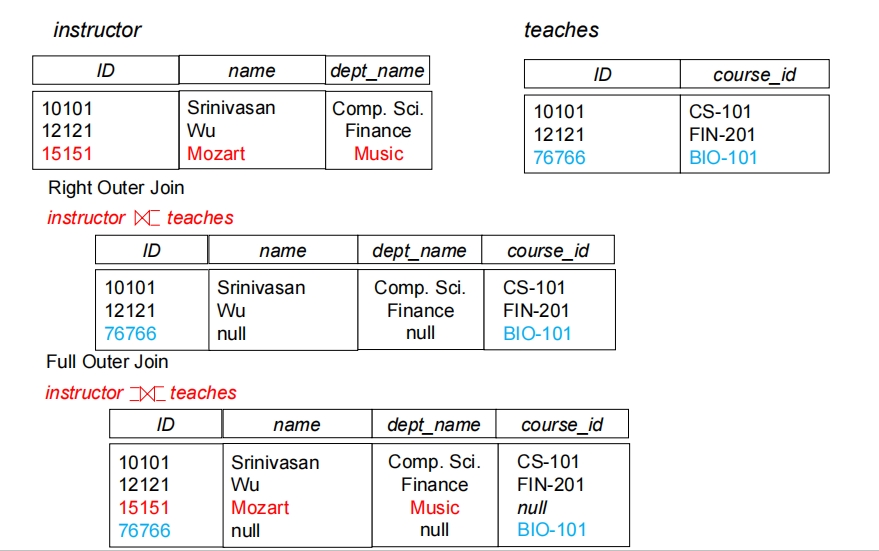 instructor
teaches
ID name dept_name
10101 Srinivasan Comp. Sci.
12121 Wu Finance
15151 Mozart Music
ID course_id
10101 CS-101
12121 FIN-201
76766 BIO-101
Right Outer Join
instructor ⟖ teaches
ID name dept_name course_id
10101 Srinivasan Comp. Sci. CS-101
12121 Wu Finance FIN-201
76766 null null BIO-101
Full Outer Join
instructor ⟗ teaches
ID name dept_name course_id
10101 Srinivasan Comp. Sci. CS-101
12121 Wu Finance FIN-201
15151 Mozart Music null
76766 null null BIO-101